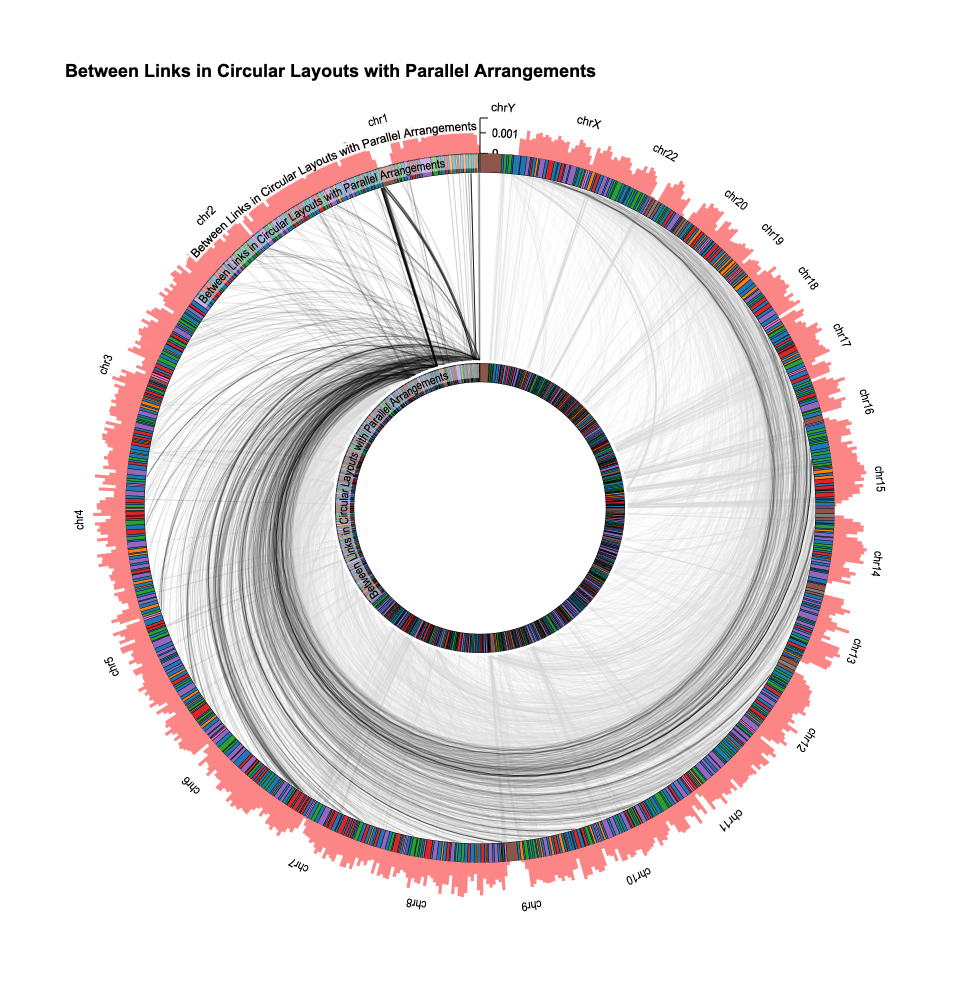 Between Links in Circular Layouts with Parallel Arrangements
chrY
chr1
chrX
0.001
0
Between Links in Circular Layouts with Parallel Arrangements
chr22
Between Links in Circular Layouts with Parallel Arrangements
chr2
chr20
chr19
chr18
chr17
chr3
Between Links in Circular Layouts with Parallel Arrangements
chr16
chr15
chr4
chr14
chr13
chr5
chr12
chr6
chr11
chr7
chr10
chr8
chr9